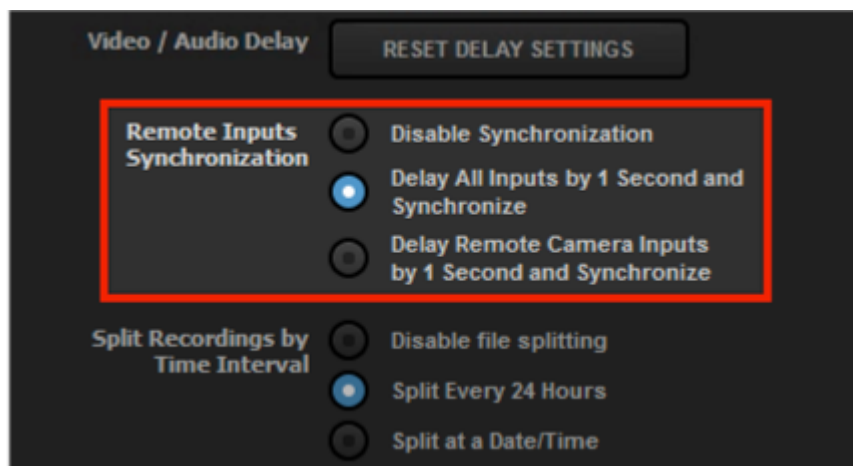 Video / Audio Delay
RESET DELAY SETTINGS
Remote Inputs
Synchronization
Disable Synchronization
Delay All Inputs by 1 Second and
Synchronize
Delay Remote Camera Inputs
by 1 Second and Synchronize
Split Recordings by
Time Interval
Disable file splitting
Split Every 24 Hours
Split at a Date/Time